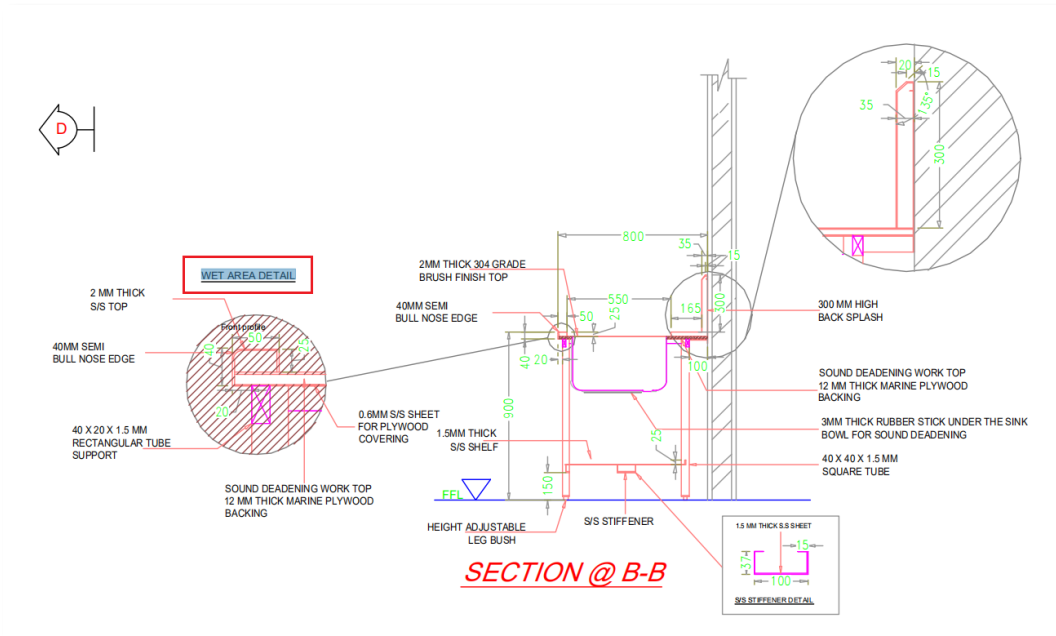 D
20
15
35
135°
300
800
35
15
WET AREA DETAIL
2MM THICK 304 GRADE
BRUSH FINISH TOP
2 MM THICK
S/S TOP
550
50
25
165
300
40MM SEMI
BULL NOSE EDGE
300 MM HIGH
BACK SPLASH
Front profile
50
40
25
20
40MM SEMI
BULL NOSE EDGE
40
20
100
SOUND DEADENING WORK TOP
12 MM THICK MARINE PLYWOOD
BACKING
900
0.6MM S/S SHEET
FOR PLYWOOD
COVERING
40 X 20 X 1.5 MM
RECTANGULAR TUBE
SUPPORT
1.5MM THICK
S/S SHELF
25
3MM THICK RUBBER STICK UNDER THE SINK
BOWL FOR SOUND DEADENING
40 X 40 X 1.5 MM
SQUARE TUBE
150
SOUND DEADENING WORK TOP
12 MM THICK MARINE PLYWOOD
BACKING
FFL
HEIGHT ADJUSTABLE
LEG BUSH
S/S STIFFENER
1.5 MM THICK S.S SHEET
15
37
100
S/S STIFFENER DETAIL
SECTION @ B-B